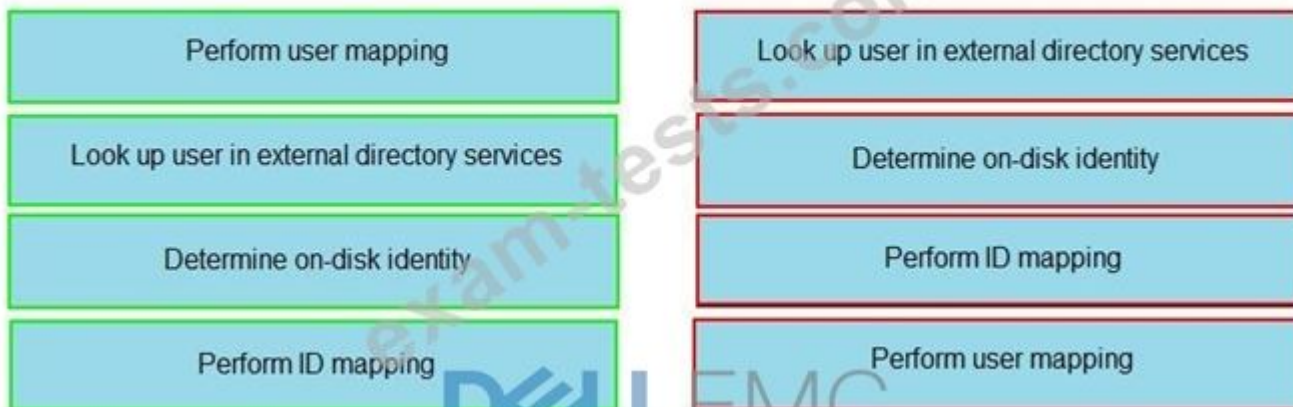 Perform user mapping
Look up user in external directory services
Determine on-disk identity
Perform ID mapping
Look up user in external directory services
Determine on-disk identity
Perform ID mapping
Perform user mapping
exam-tests.com
DELL EMC